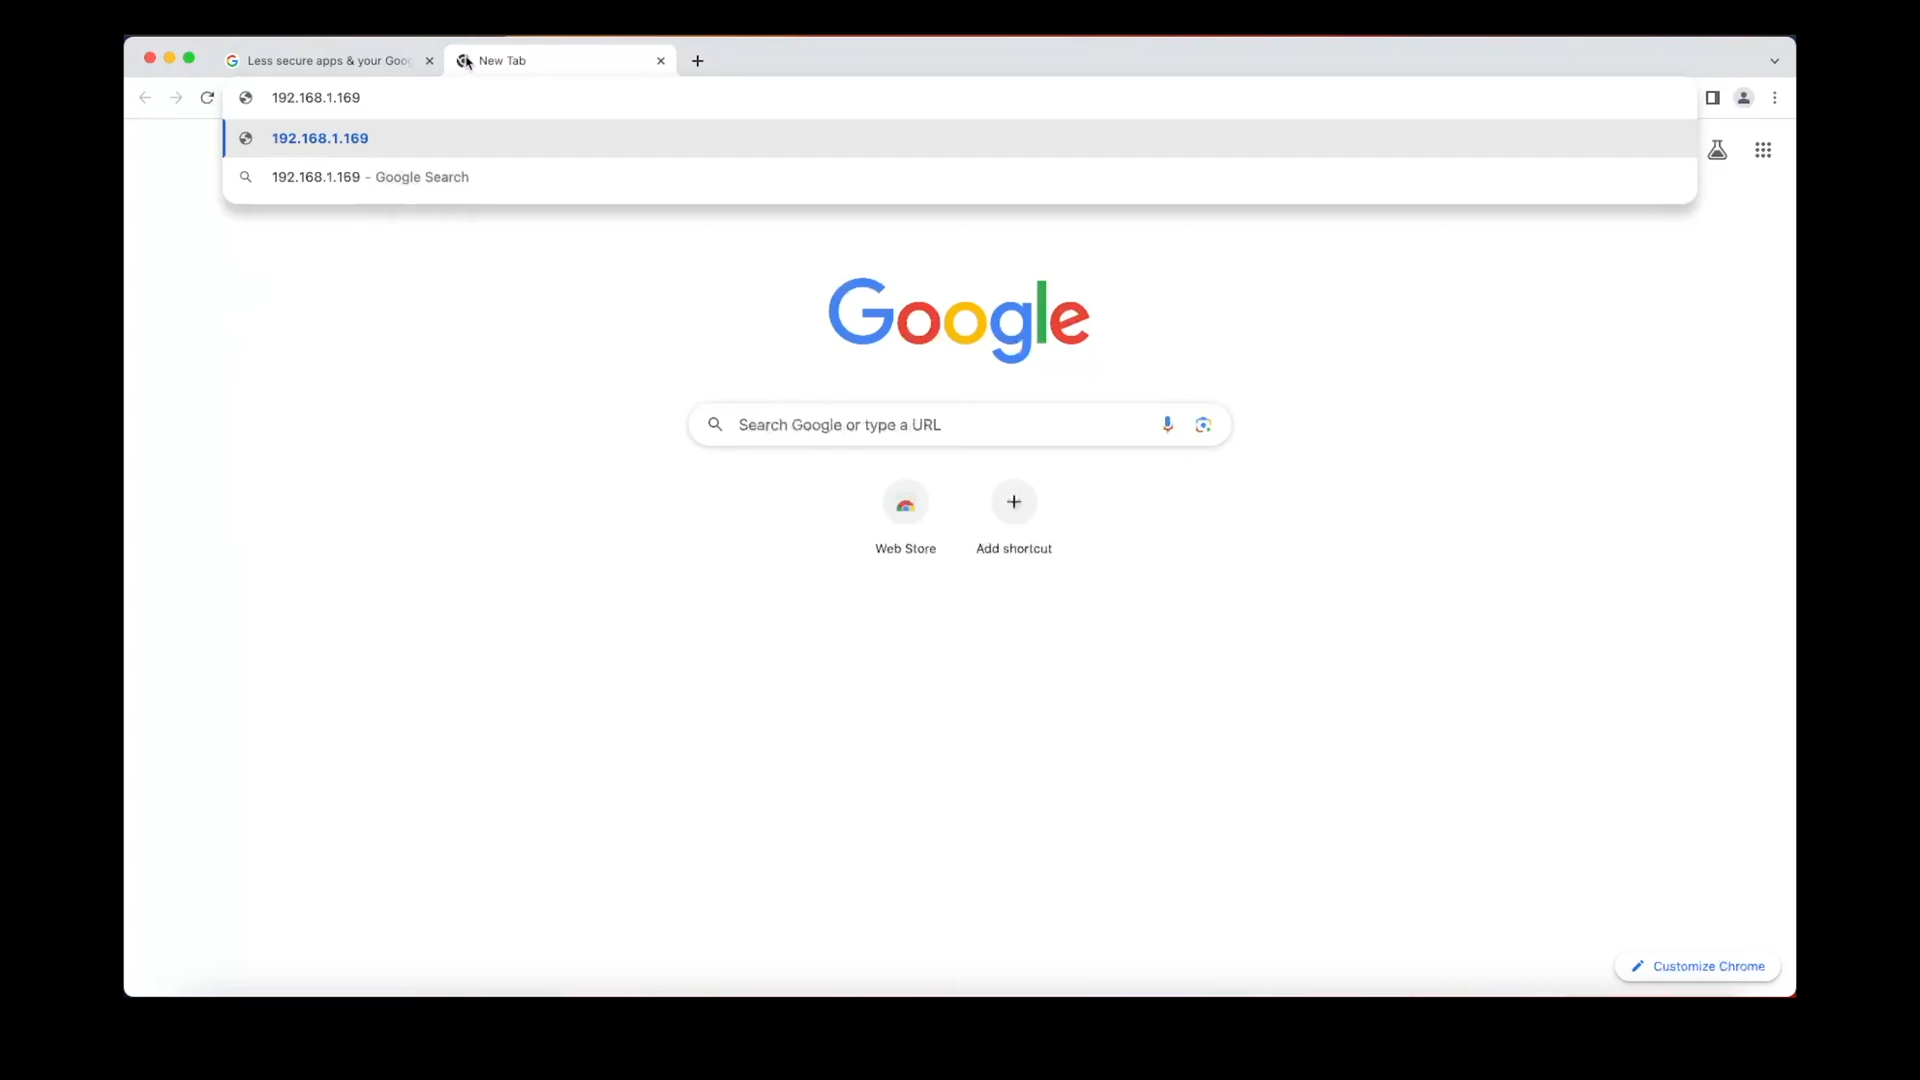 Less secure apps & your Goog
New Tab
192.168.1.169
192.168.1.169
192.168.1.169 - Google Search
Google
Search Google or type a URL
Web Store
Add shortcut
Customize Chrome